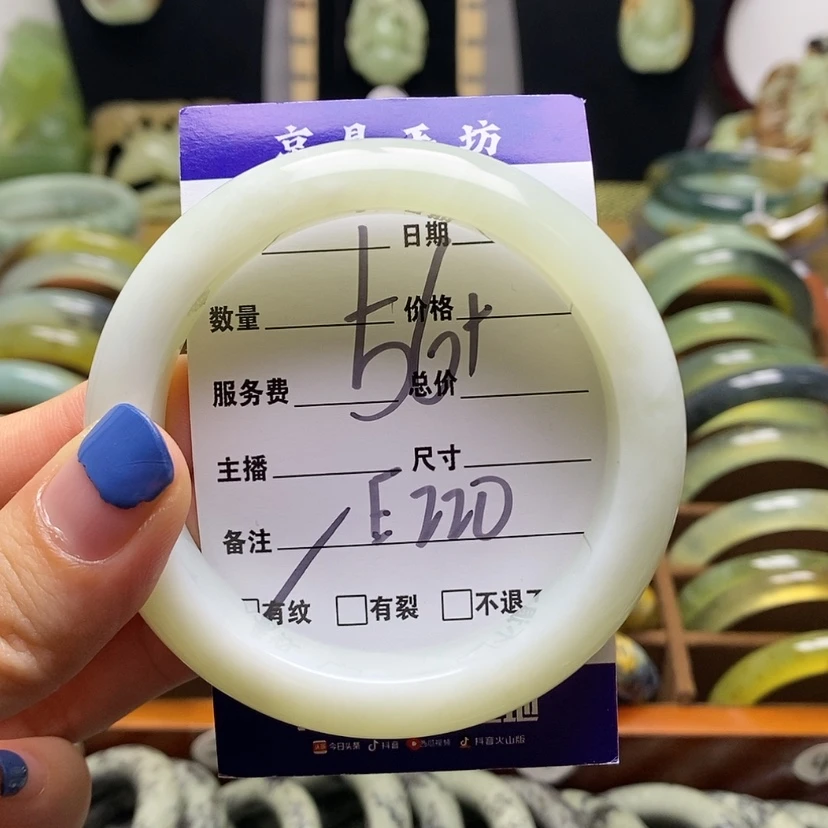 日期
数量 价格
56+
服务费 总价
主播 尺寸
E220
备注
有纹 有裂 不退
今日头条 抖音 西瓜视频 抖音火山版